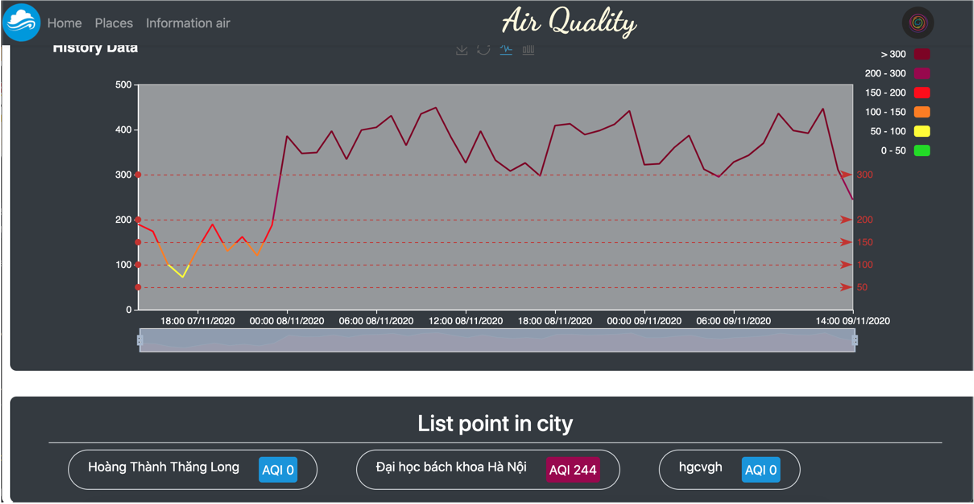 Home Places Information air Air Quality
History Data
> 300
200 - 300
150 - 200
100 - 150
50 - 100
0 - 50
500
400
300 300
200 200
150
100 100
50
0
18:00 07/11/2020 00:00 08/11/2020 06:00 08/11/2020 12:00 08/11/2020 18:00 08/11/2020 00:00 09/11/2020 06:00 09/11/2020 14:00 09/11/2020
List point in city
Hoàng Thành Thăng Long AQI 0 Đại học bách khoa Hà Nội AQI 244 hgcvgh AQI 0